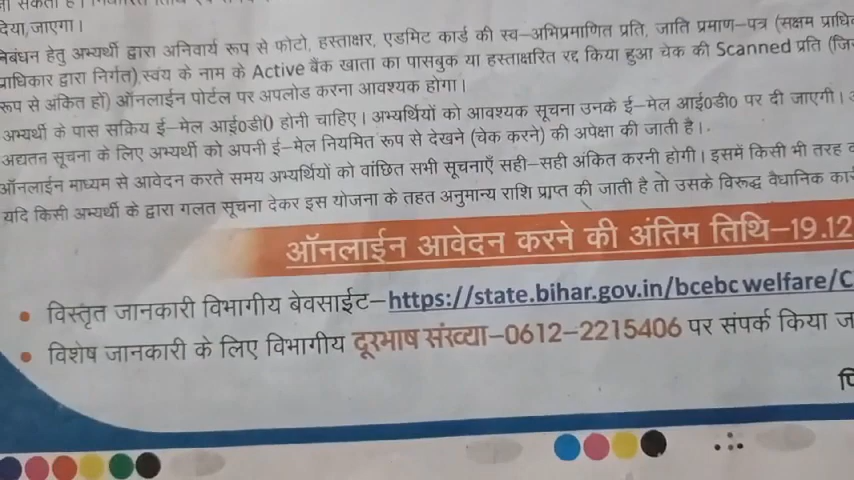 दिया,जाएगा।
निबंधन हेतु अभ्यर्थी द्वारा अनिवार्य रूप से फोटो, हस्ताक्षर, एडमिट कार्ड की स्व-अभिप्रमाणित प्रति, जाति प्रमाण-पत्र (सक्षम
प्राधिकार द्वारा निर्गत) स्वंय के नाम के Active बैंक खाता का पासबुक या हस्ताक्षरित रद्द किया हुआ चेक की Scanned प्रति
रूप से अंकित हों) ऑनलाईन पोर्टल पर अपलोड करना आवश्यक होगा।
अभ्यर्थी के पास सक्रिय ई-मेल आई0डी0 होनी चाहिए। अभ्यर्थियों को आवश्यक सूचना उनके ई-मेल आई0डी0 पर दी जाएगी।
अद्यतन सूचना के लिए अभ्यर्थी को अपनी ई-मेल नियमित रूप से देखने (चेक करने) की अपेक्षा की जाती है।
ऑनलाईन माध्यम से आवेदन करते समय अभ्यर्थियों को वांछित सभी सूचनाएँ सही-सही अंकित करनी होगी। इसमें किसी भी तरह
यदि किसी अभ्यर्थी के द्वारा गलत सूचना देकर इस योजना के तहत अनुमान्य राशि प्राप्त की जाती है तो उसके विरूद्ध वैधानिक
ऑनलाईन आवेदन करने की अंतिम तिथि-19.12
• विस्तृत जानकारी विभागीय बेवसाईट-https://state.bihar.gov.in/bcebcwelfare/C
• विशेष जानकारी के लिए विभागीय दूरभाष संख्या-0612-2215406 पर संपर्क किया